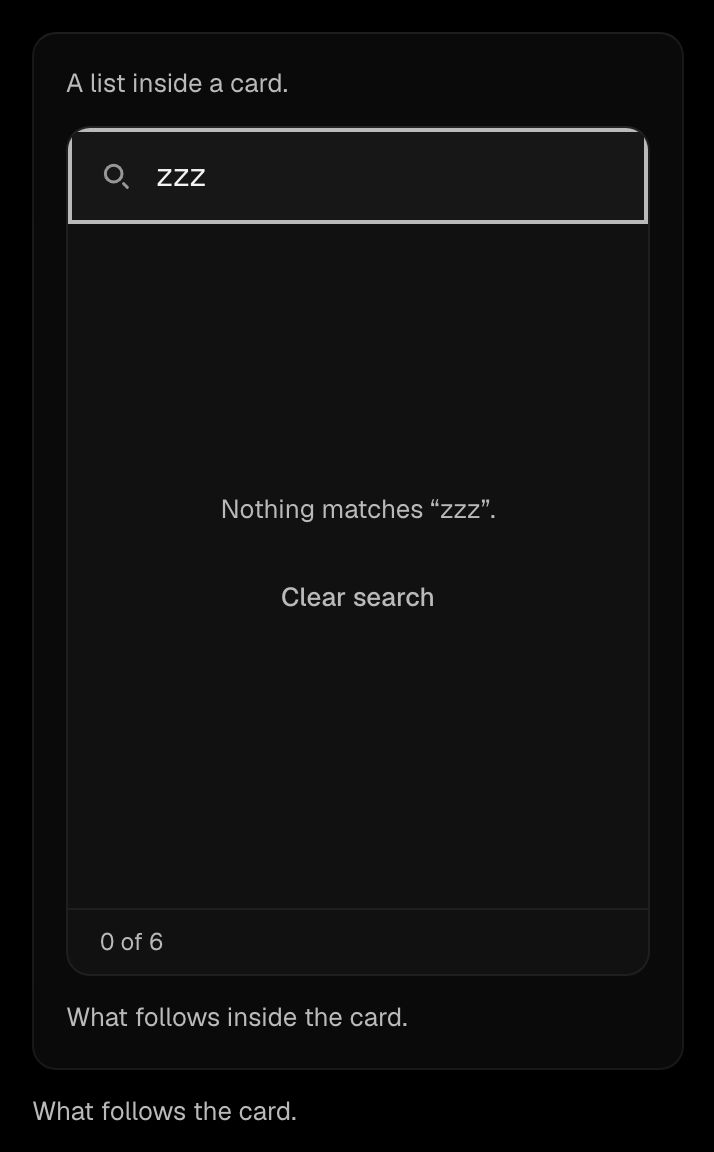 A list inside a card.
zzz
Nothing matches “zzz”.
Clear search
0 of 6
What follows inside the card.
What follows the card.